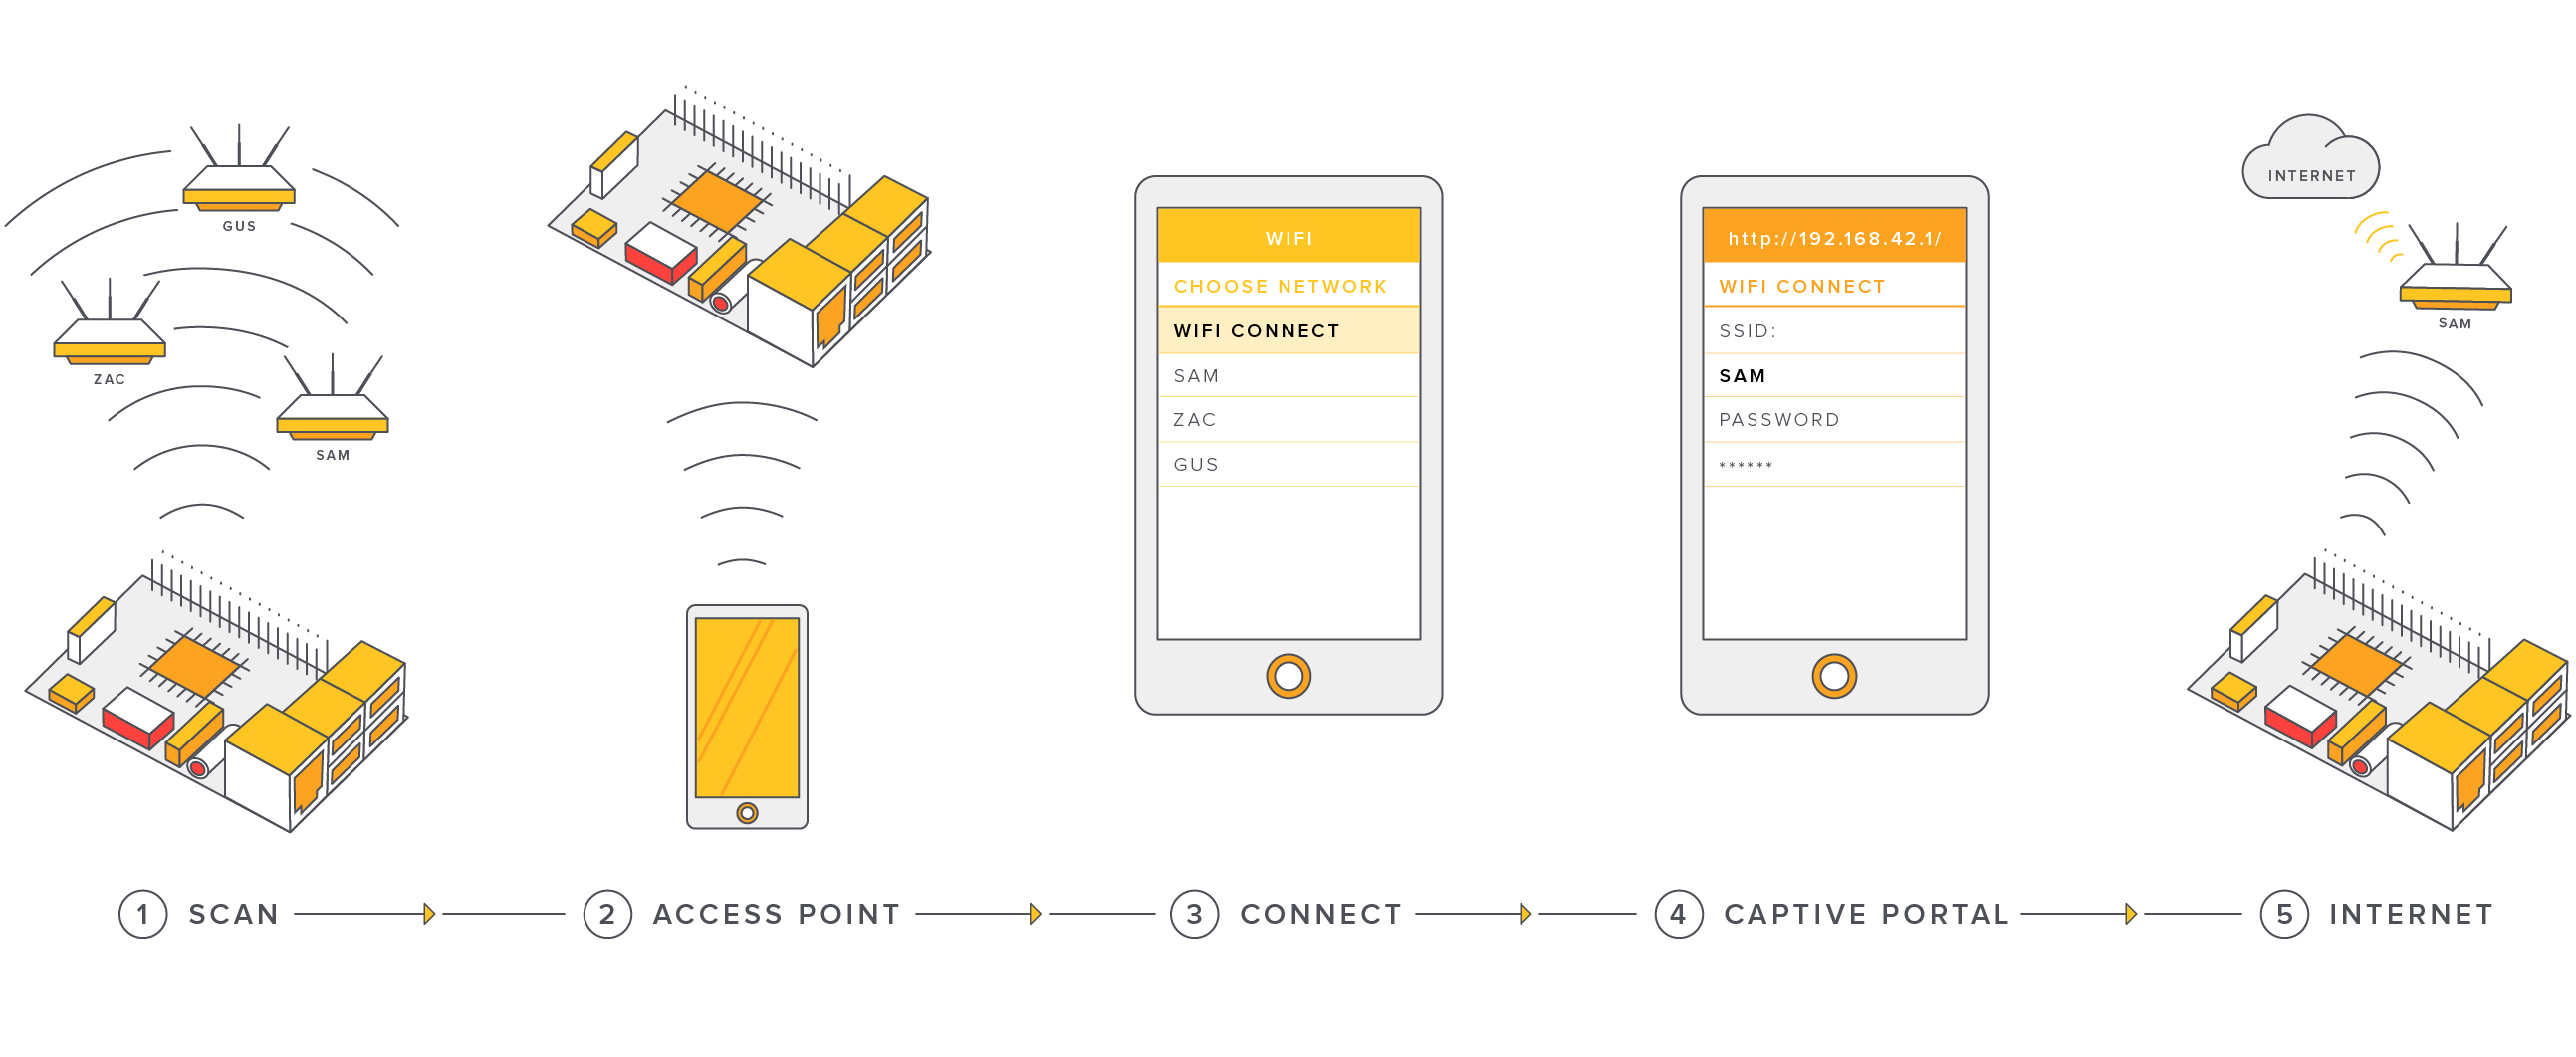 GUS
ZAC
SAM
WIFI
CHOOSE NETWORK
WIFI CONNECT
SAM
ZAC
GUS
http://192.168.42.1/
WIFI CONNECT
SSID:
SAM
PASSWORD
******
INTERNET
SAM
1 SCAN
2 ACCESS POINT
3 CONNECT
4 CAPTIVE PORTAL
5 INTERNET